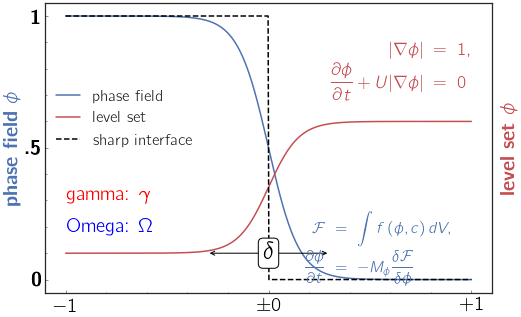 1
.5
0
phase field ϕ
phase field
level set
sharp interface
gamma: γ
Omega: Ω
|∇ϕ| = 1,
∂ϕ/∂t + U|∇ϕ| = 0
level set ϕ
ℱ = ∫ f (ϕ, c) dV,
∂ϕ/∂t = −M_ϕ δℱ/δϕ
δ
−1
±0
+1